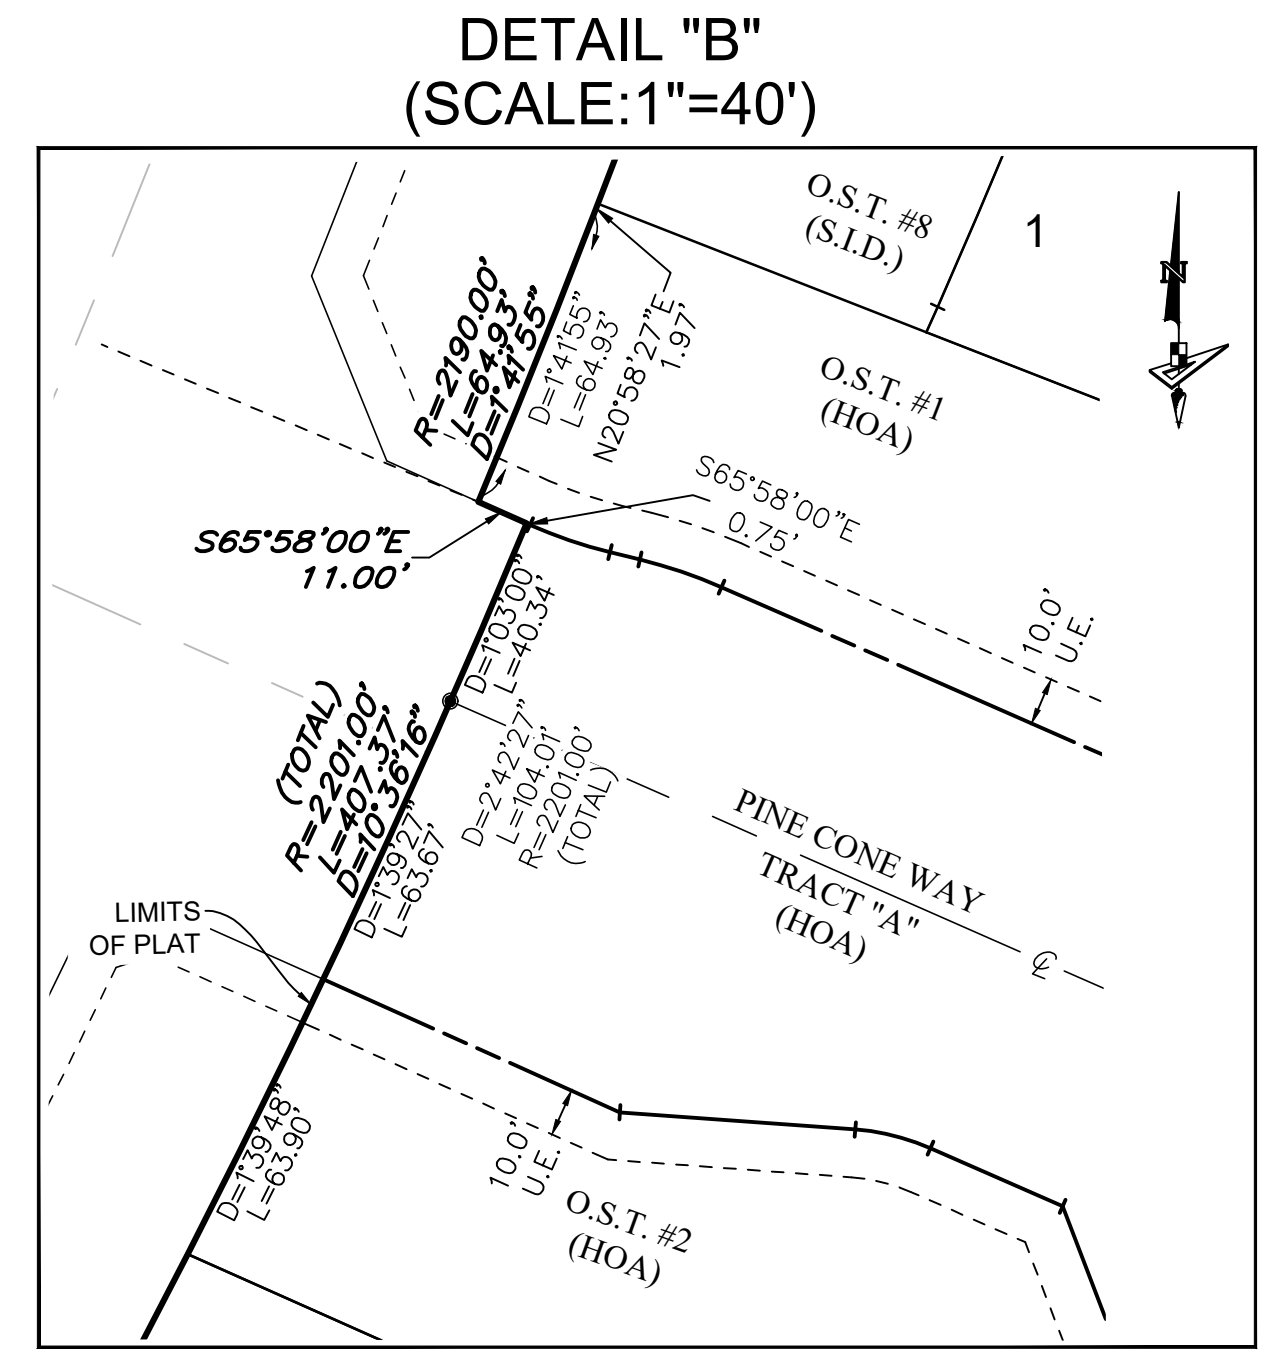 DETAIL "B"
(SCALE:1"=40')
O.S.T. #8
(S.I.D.)
1
N
R=2190.00'
L=64.93'
D=1°41'55"
D=1°41'55"
L=64.93'
N20°58'27"E
1.97'
O.S.T. #1
(HOA)
S65°58'00"E
0.75'
S65°58'00"E
11.00'
D=1°03'00"
L=40.34'
10.0'
U.E.
(TOTAL)
R=2201.00'
L=407.37'
D=10°36'16"
D=2°42'27"
L=104.01'
R=2201.00'
(TOTAL)
D=1°39'27"
L=63.67'
PINE CONE WAY
TRACT "A"
(HOA)
℄
LIMITS
OF PLAT
D=1°39'48"
L=63.90'
10.0'
U.E.
O.S.T. #2
(HOA)